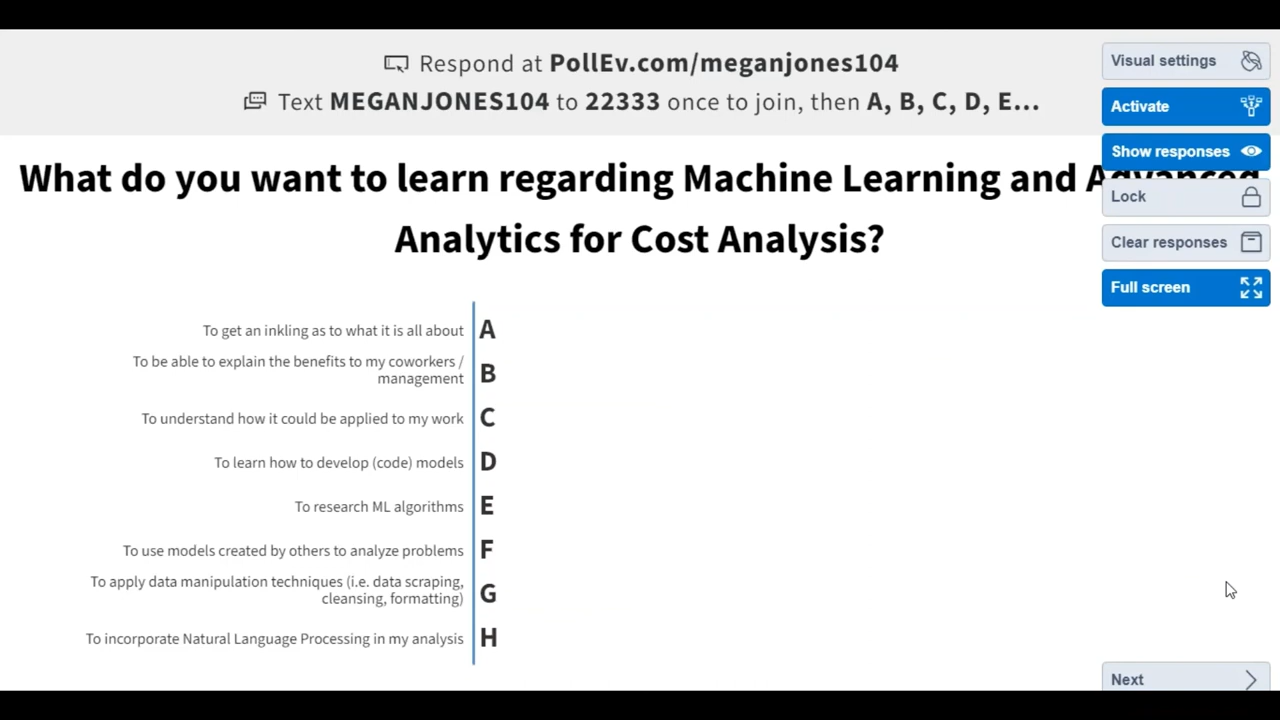 Respond at PollEv.com/meganjones104
Text MEGANJONES104 to 22333 once to join, then A, B, C, D, E...
What do you want to learn regarding Machine Learning and Advanced
Analytics for Cost Analysis?
To get an inkling as to what it is all about A
To be able to explain the benefits to my coworkers /
management B
To understand how it could be applied to my work C
To learn how to develop (code) models D
To research ML algorithms E
To use models created by others to analyze problems F
To apply data manipulation techniques (i.e. data scraping,
cleansing, formatting) G
To incorporate Natural Language Processing in my analysis H
Visual settings
Activate
Show responses
Lock
Clear responses
Full screen
Next